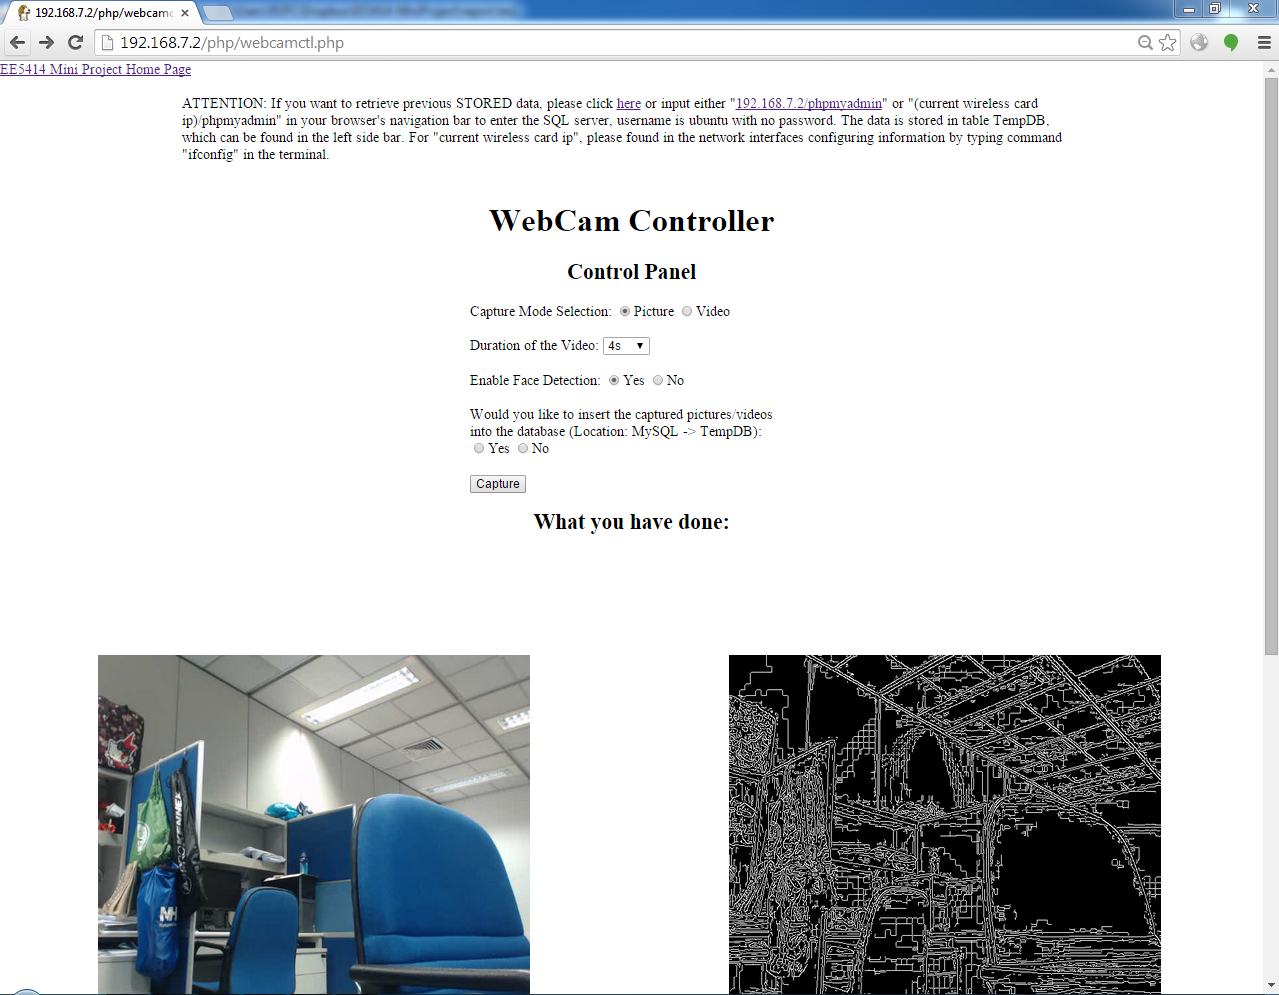 192.168.7.2/php/webcamc
192.168.7.2/php/webcamctl.php
EE5414 Mini Project Home Page
ATTENTION: If you want to retrieve previous STORED data, please click here or input either "192.168.7.2/phpmyadmin" or "(current wireless card
ip)/phpmyadmin" in your browser's navigation bar to enter the SQL server, username is ubuntu with no password. The data is stored in table TempDB,
which can be found in the left side bar. For "current wireless card ip", please found in the network interfaces configuring information by typing command
"ifconfig" in the terminal.
WebCam Controller
Control Panel
Capture Mode Selection: Picture Video
Duration of the Video: 4s
Enable Face Detection: Yes No
Would you like to insert the captured pictures/videos
into the database (Location: MySQL -> TempDB):
Yes No
Capture
What you have done: